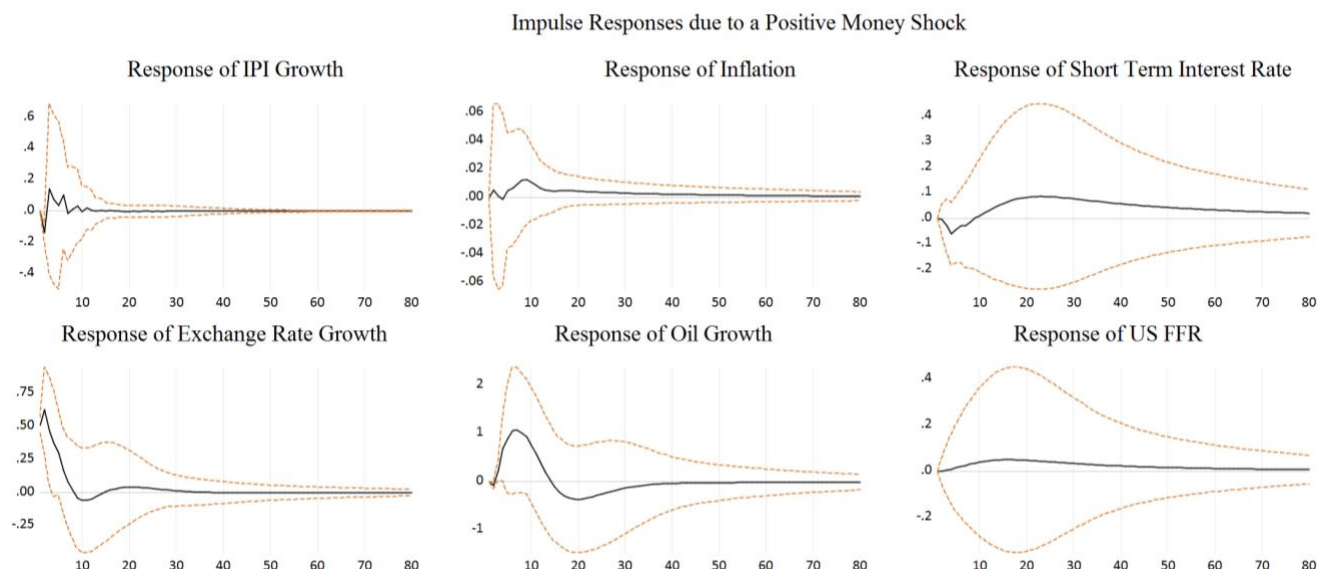 Impulse Responses due to a Positive Money Shock
Response of IPI Growth
.6
.4
.2
.0
-.2
-.4
10 20 30 40 50 60 70 80
Response of Inflation
.06
.04
.02
.00
-.02
-.04
-.06
10 20 30 40 50 60 70 80
Response of Short Term Interest Rate
.4
.3
.2
.1
.0
-.1
-.2
10 20 30 40 50 60 70 80
Response of Exchange Rate Growth
.75
.50
.25
.00
-.25
10 20 30 40 50 60 70 80
Response of Oil Growth
2
1
0
-1
10 20 30 40 50 60 70 80
Response of US FFR
.4
.2
.0
-.2
10 20 30 40 50 60 70 80